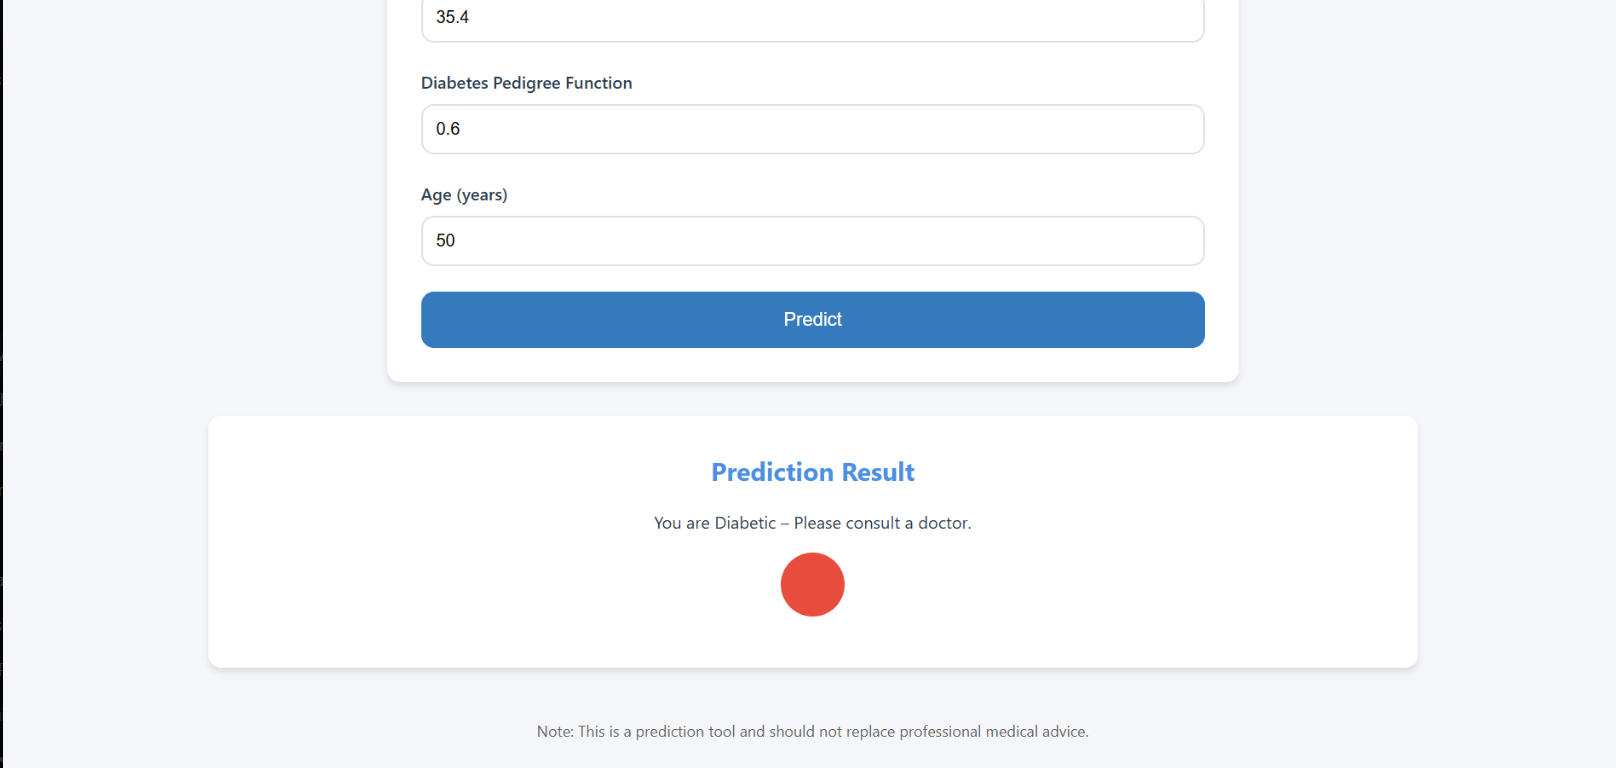 35.4
Diabetes Pedigree Function
0.6
Age (years)
50
Predict
Prediction Result
You are Diabetic – Please consult a doctor.
Note: This is a prediction tool and should not replace professional medical advice.